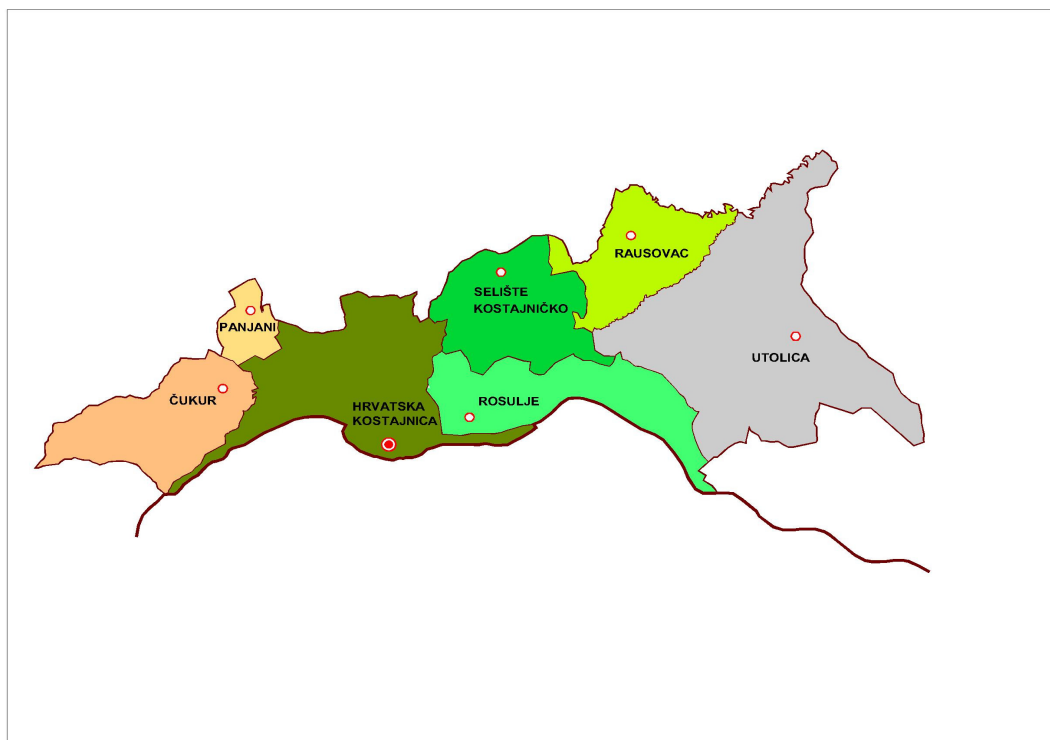 RAUSOVAC
SELIŠTE
KOSTAJNIČKO
PANJANI
UTOLICA
ČUKUR
HRVATSKA
KOSTAJNICA
ROSULJE